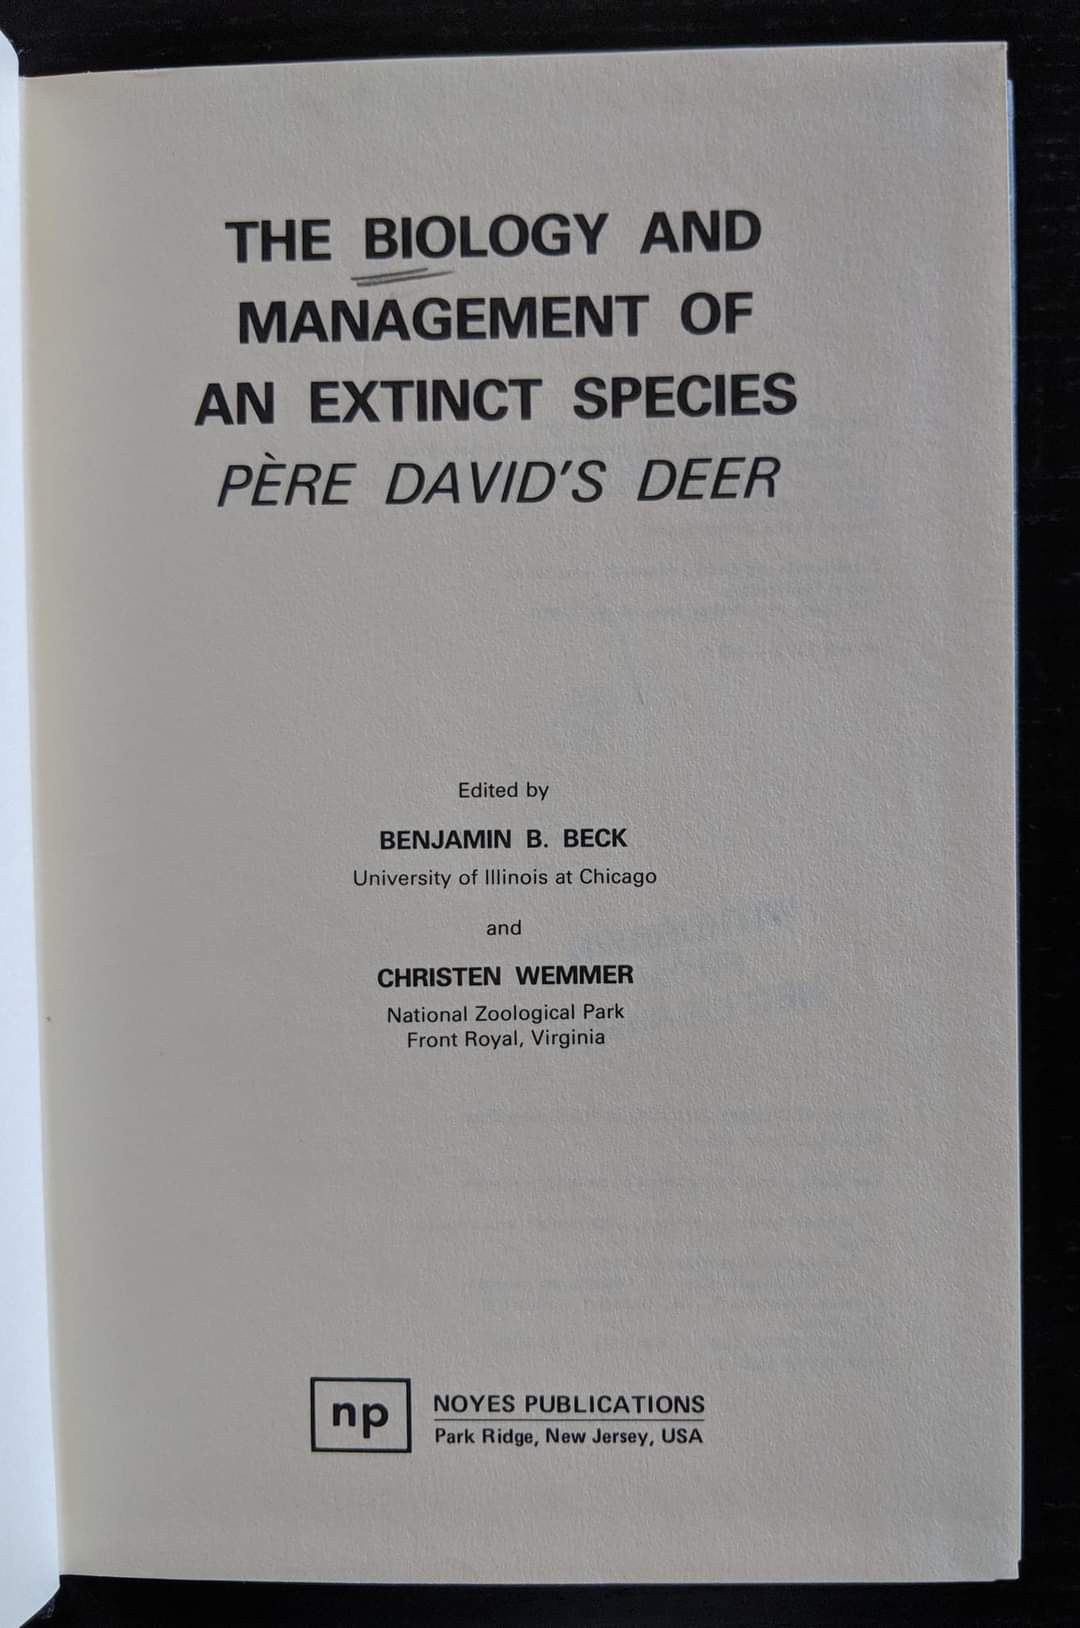 THE BIOLOGY AND
MANAGEMENT OF
AN EXTINCT SPECIES
PÈRE DAVID'S DEER
Edited by
BENJAMIN B. BECK
University of Illinois at Chicago
and
CHRISTEN WEMMER
National Zoological Park
Front Royal, Virginia
np
NOYES PUBLICATIONS
Park Ridge, New Jersey, USA